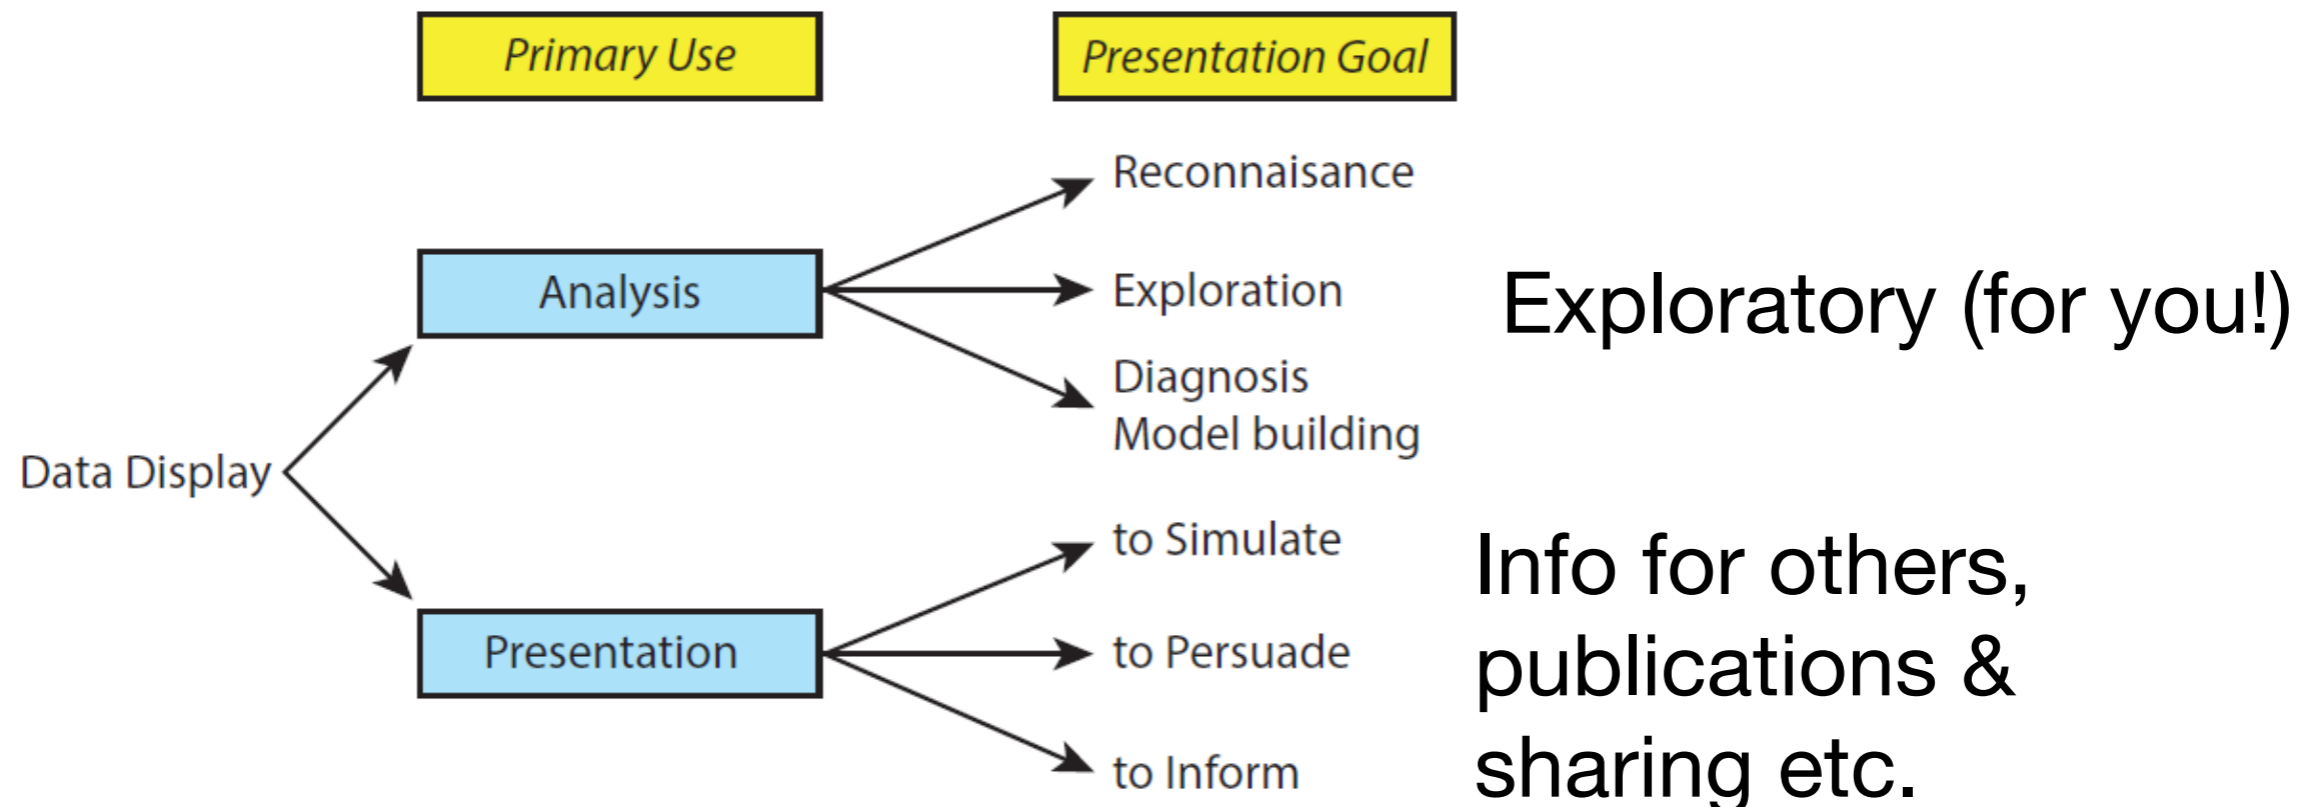 Primary Use
Presentation Goal
Reconnaisance
Analysis
Exploration
Exploratory (for you!)
Diagnosis
Model building
Data Display
to Simulate
Info for others,
Presentation
to Persuade
publications &
to Inform
sharing etc.